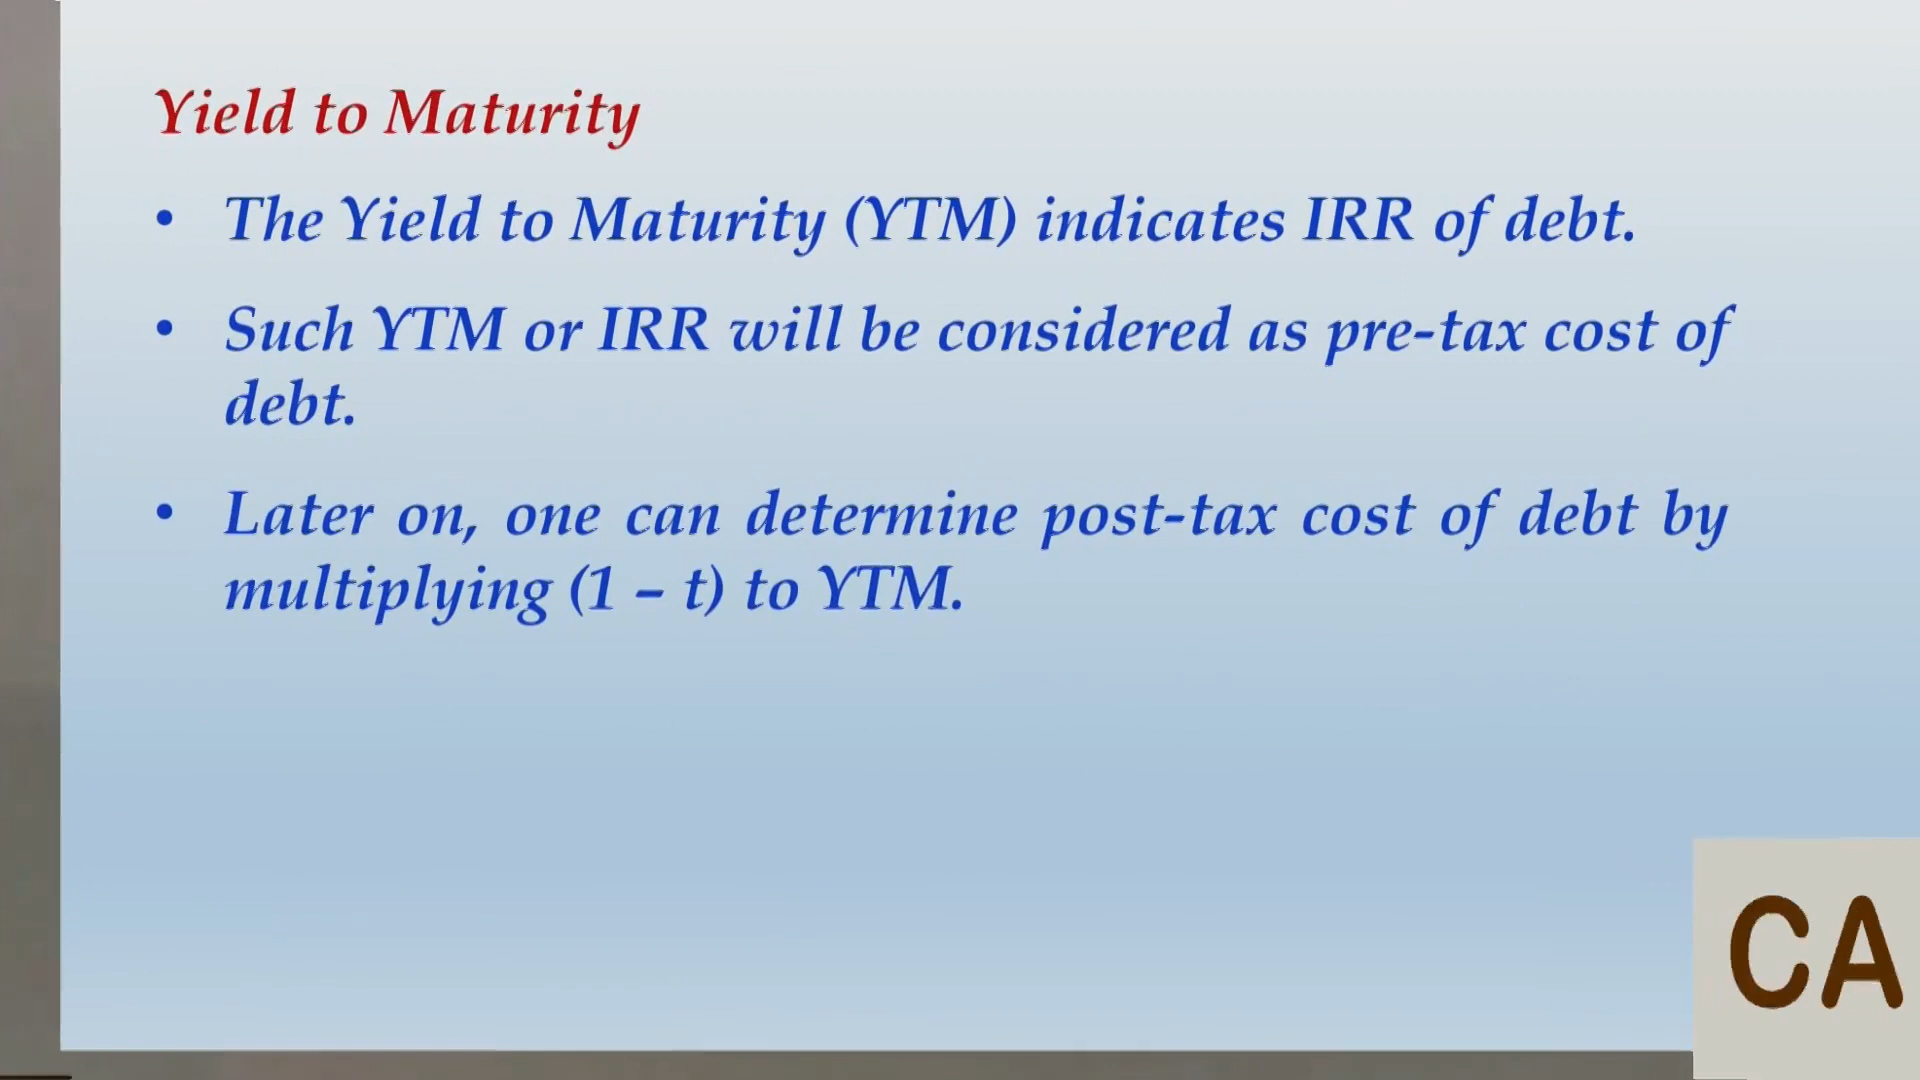 Yield to Maturity
• The Yield to Maturity (YTM) indicates IRR of debt.
• Such YTM or IRR will be considered as pre-tax cost of
debt.
• Later on, one can determine post-tax cost of debt by
multiplying (1 – t) to YTM.
CA